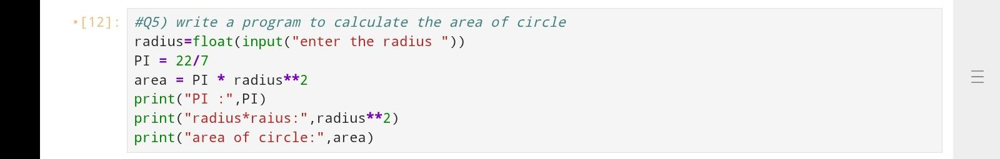 •[12]: #Q5) write a program to calculate the area of circle
radius=float(input("enter the radius "))
PI = 22/7
area = PI * radius**2
print("PI :",PI)
print("radius*raius:",radius**2)
print("area of circle:",area)